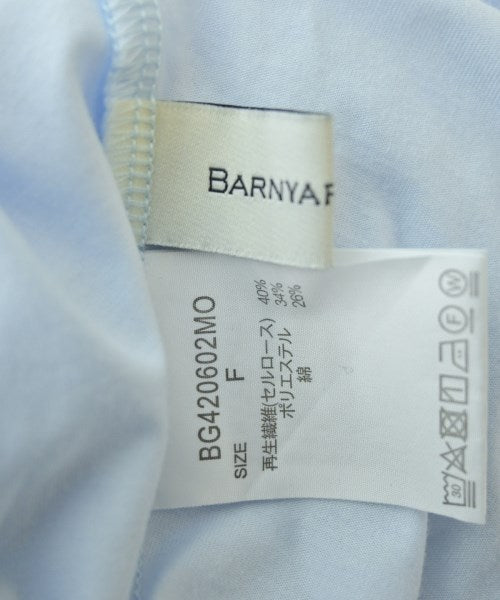 BARNYA
BG420602MO
SIZE F
再生繊維(セルロース) 40%
ポリエステル 34%
綿 26%
30
F
W